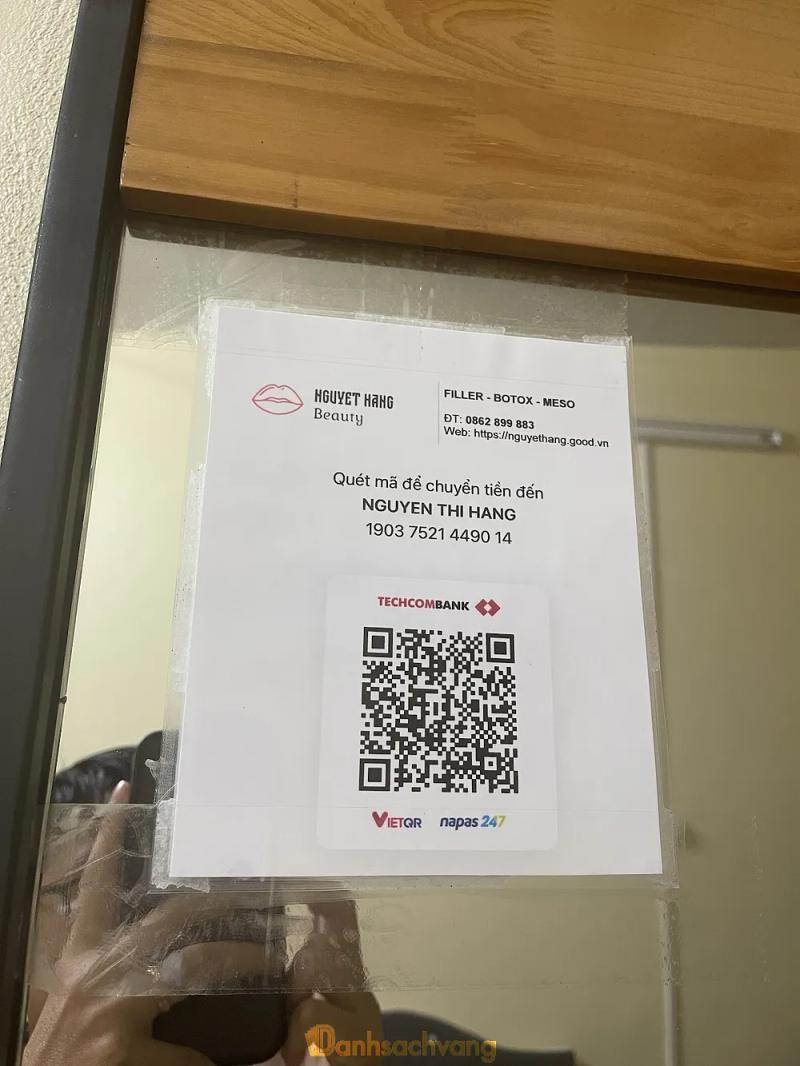 NGUYET HANG
Beauty
FILLER - BOTOX - MESO
ĐT: 0862 899 883
Web: https://nguyethang.good.vn
Quét mã để chuyển tiền đến
NGUYEN THI HANG
1903 7521 4490 14
TECHCOMBANK
VIETQR napas 247
Danhsachvang